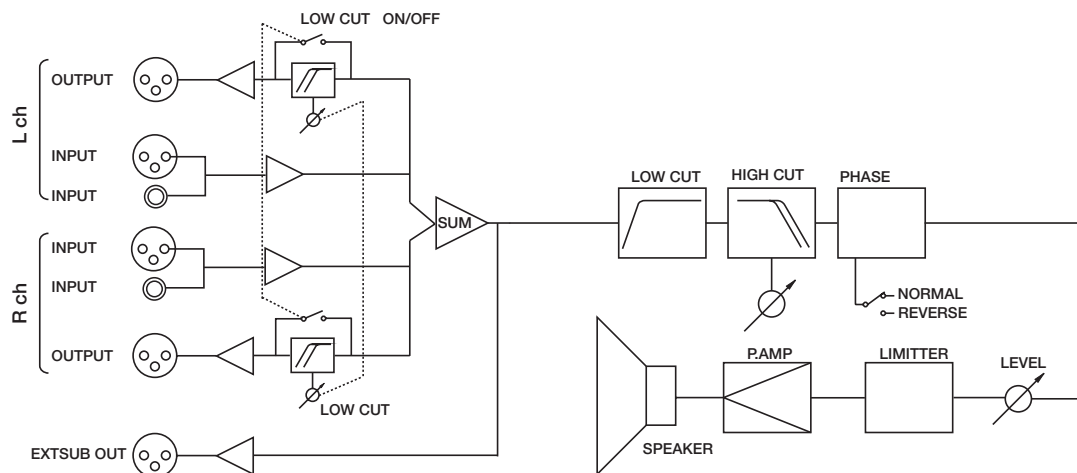 LOW CUT ON/OFF
L ch
OUTPUT
INPUT
INPUT
R ch
INPUT
INPUT
OUTPUT
LOW CUT
EXTSUB OUT
SUM
LOW CUT
HIGH CUT
PHASE
NORMAL
REVERSE
SPEAKER
P.AMP
LIMITTER
LEVEL